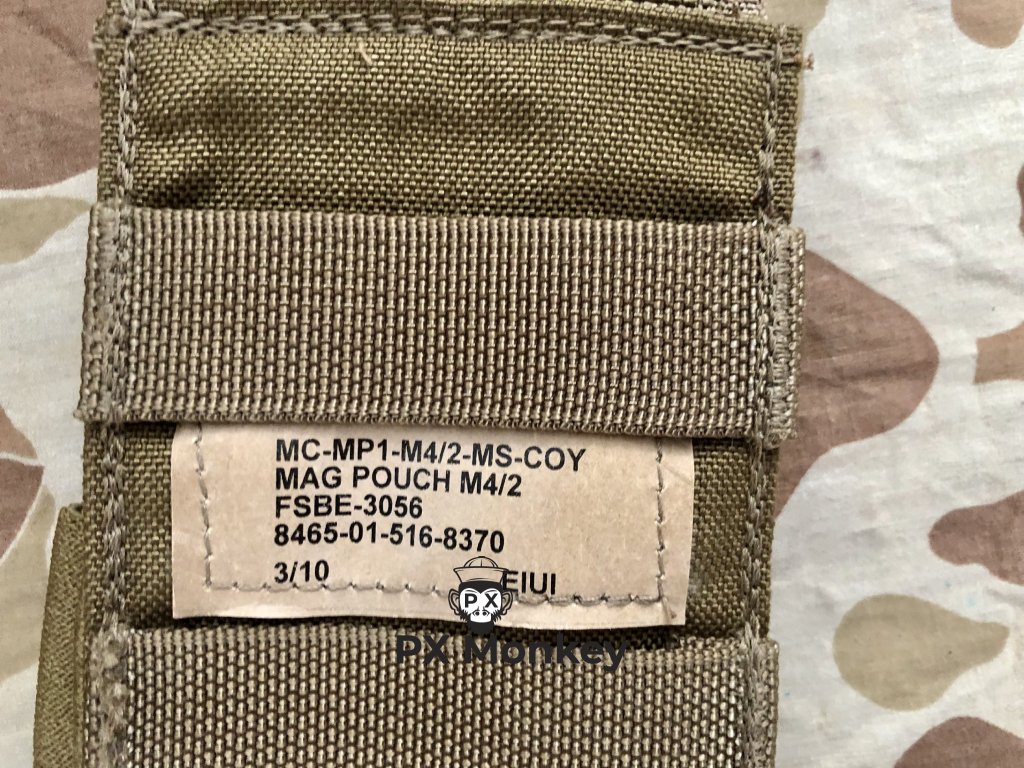 MC-MP1-M4/2-MS-COY
MAG POUCH M4/2
FSBE-3056
8465-01-516-8370
3/10 EIUI
PX
PX Monkey